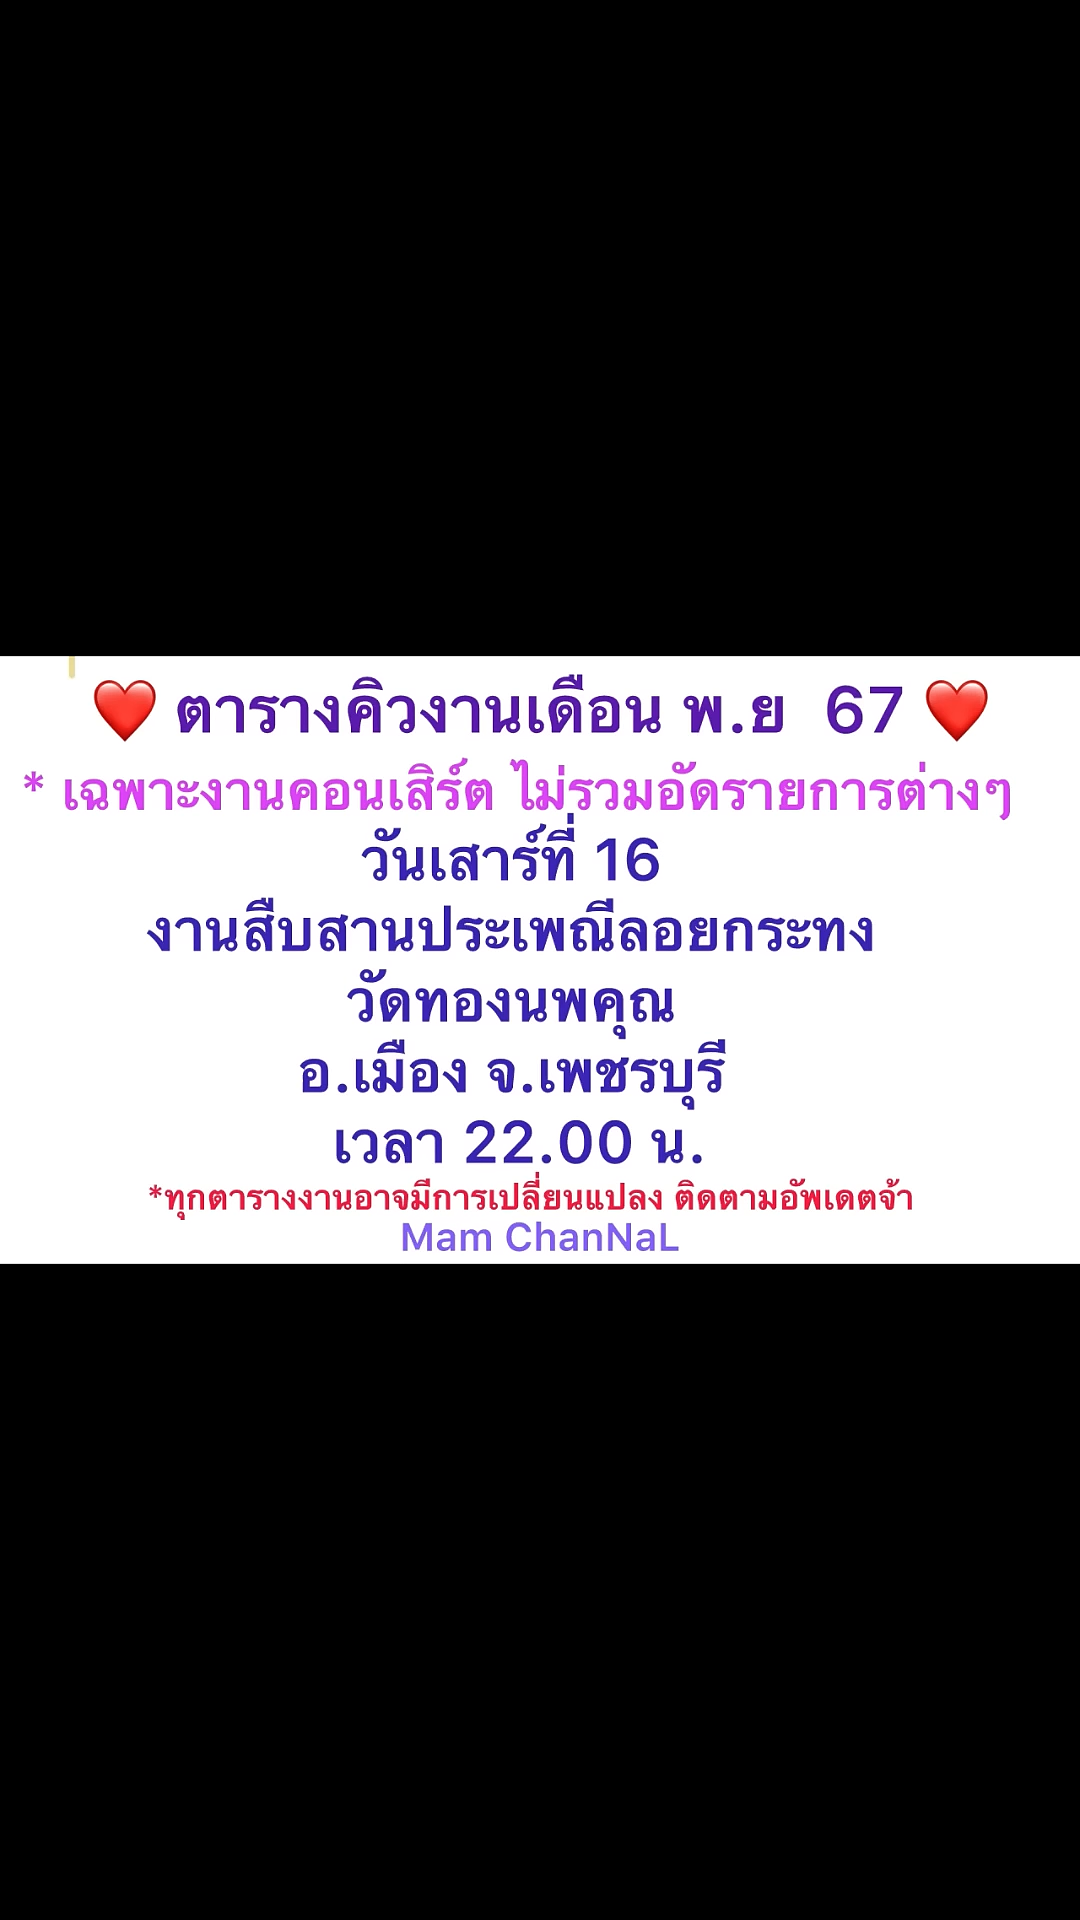 ❤️ ตารางคิวงานเดือน พ.ย 67 ❤️
* เฉพาะงานคอนเสิร์ต ไม่รวมอัดรายการต่างๆ
วันเสาร์ที่ 16
งานสืบสานประเพณีลอยกระทง
วัดทองนพคุณ
อ.เมือง จ.เพชรบุรี
เวลา 22.00 น.
*ทุกตารางงานอาจมีการเปลี่ยนแปลง ติดตามอัพเดตจ้า
Mam ChanNaL